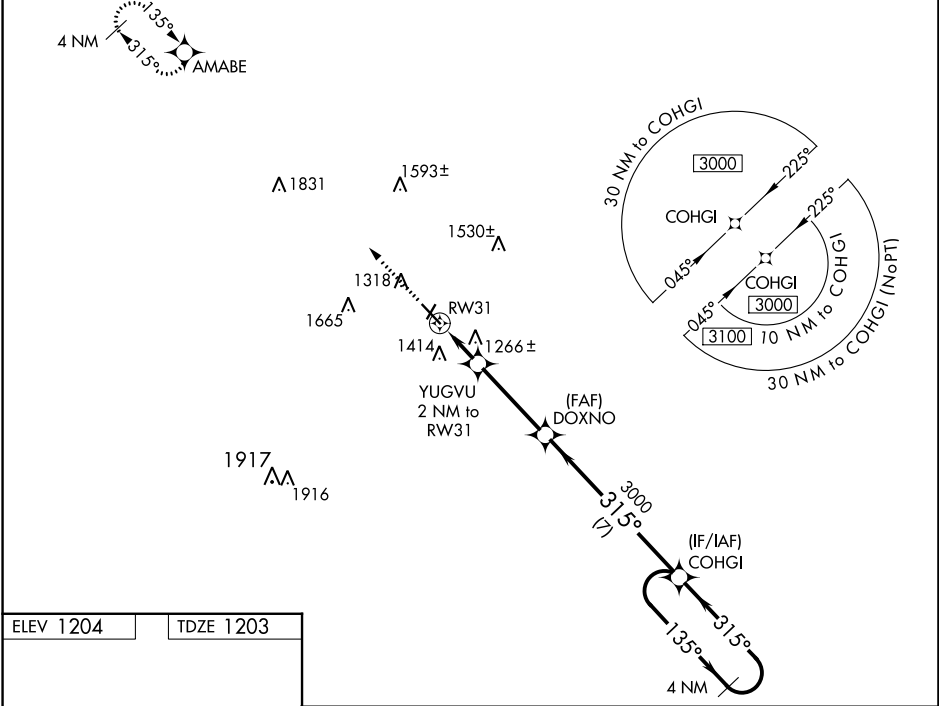 135°
4 NM
315°
AMABE
30 NM to COHGI
3000
225°
COHGI
045°
225°
COHGI
3000
045°
3100
10 NM to COHGI
30 NM to COHGI (NoPT)
1831
1593±
1530±
1318
1665
RW31
1414
1266±
YUGVU
2 NM to
RW31
(FAF)
DOXNO
1917
1916
3000
315°
(7)
(IF/IAF)
COHGI
315°
135°
4 NM
ELEV 1204
TDZE 1203